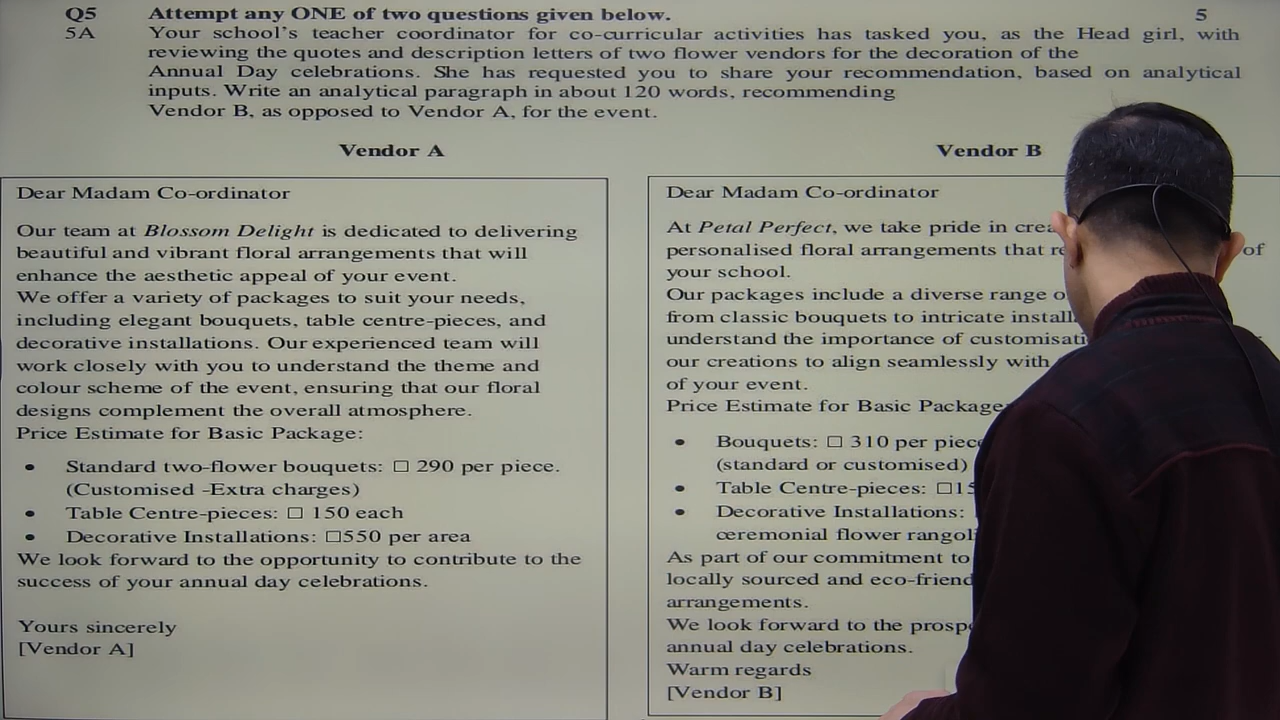 Q5 Attempt any ONE of two questions given below. 5
5A Your school's teacher coordinator for co-curricular activities has tasked you, as the Head girl, with
reviewing the quotes and description letters of two flower vendors for the decoration of the
Annual Day celebrations. She has requested you to share your recommendation, based on analytical
inputs. Write an analytical paragraph in about 120 words, recommending
Vendor B, as opposed to Vendor A, for the event.
Vendor A
Dear Madam Co-ordinator
Our team at Blossom Delight is dedicated to delivering
beautiful and vibrant floral arrangements that will
enhance the aesthetic appeal of your event.
We offer a variety of packages to suit your needs,
including elegant bouquets, table centre-pieces, and
decorative installations. Our experienced team will
work closely with you to understand the theme and
colour scheme of the event, ensuring that our floral
designs complement the overall atmosphere.
Price Estimate for Basic Package:
• Standard two-flower bouquets: □ 290 per piece.
(Customised -Extra charges)
• Table Centre-pieces: □ 150 each
• Decorative Installations: □550 per area
We look forward to the opportunity to contribute to the
success of your annual day celebrations.
Yours sincerely
[Vendor A]
Vendor B
Dear Madam Co-ordinator
At Petal Perfect, we take pride in
personalised floral arrangements that of
your school.
Our packages include a diverse range
from classic bouquets to intricate
understand the importance of
our creations to align seamlessly with
of your event.
Price Estimate for Basic Package
• Bouquets: □ 310 per piece
(standard or customised)
• Table Centre-pieces:
• Decorative Installations:
ceremonial flower
As part of our commitment to
locally sourced and
arrangements.
We look forward to the
annual day celebrations.
Warm regards
[Vendor B]